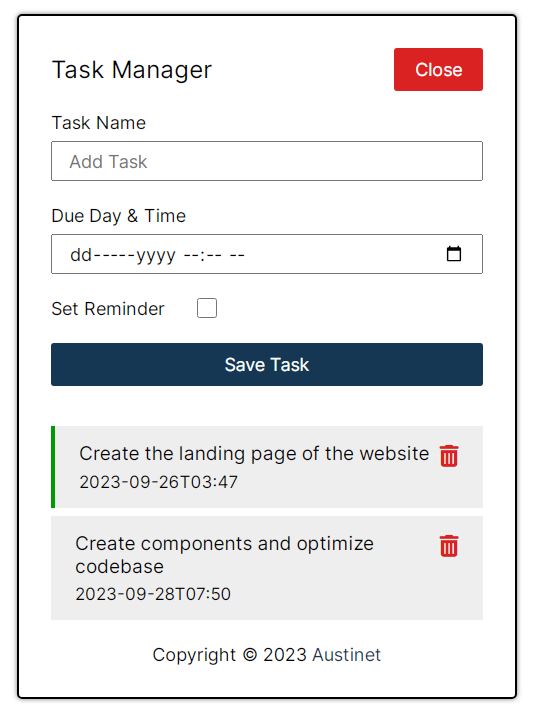 Task Manager
Close
Task Name
Add Task
Due Day & Time
dd-----yyyy --:-- --
Set Reminder
Save Task
Create the landing page of the website
2023-09-26T03:47
Create components and optimize
codebase
2023-09-28T07:50
Copyright © 2023 Austinet